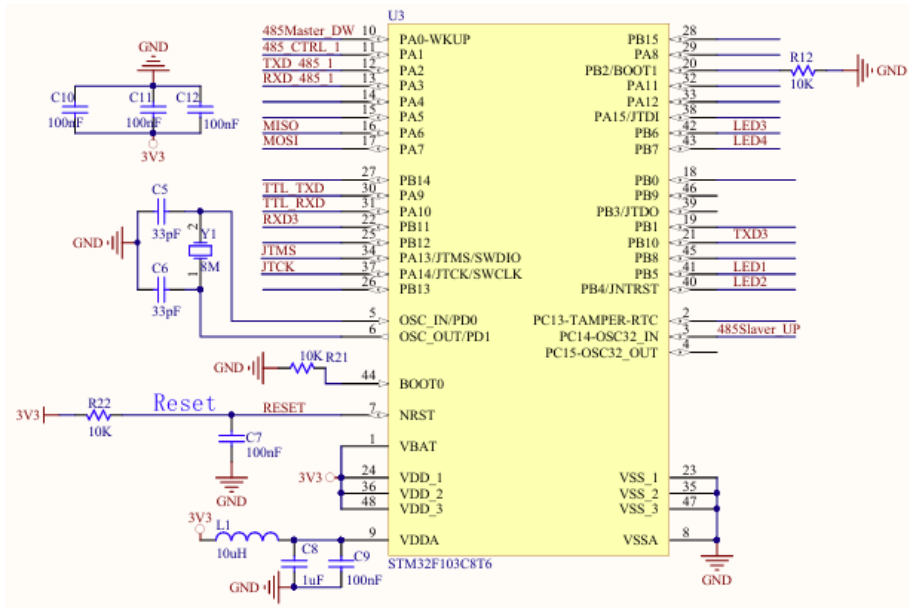 U3
485Master_DW 10 PA0-WKUP PB15 28
485_CTRL_1 11 PA1 PA8 29
TXD_485_1 12 PA2 PB2/BOOT1 20 R12 10K GND
RXD_485_1 13 PA3 PA11 32
14 PA4 PA12 33
15 PA5 PA15/JTDI 38
MISO 16 PA6 PB6 42 LED3
MOSI 17 PA7 PB7 43 LED4
GND
C10 C11 C12
100nF 100nF 100nF
3V3
27 PB14 PB0 18
TTL_TXD 30 PA9 PB9 46
TTL_RXD 31 PA10 PB3/JTDO 39
RXD3 22 PB11 PB1 19
25 PB12 PB10 21 TXD3
JTMS 34 PA13/JTMS/SWDIO PB8 45
JTCK 37 PA14/JTCK/SWCLK PB5 41 LED1
26 PB13 PB4/JNTRST 40 LED2
C5
33pF
2
GND Y1
8M
C6 1
33pF
5 OSC_IN/PD0 PC13-TAMPER-RTC 2
6 OSC_OUT/PD1 PC14-OSC32_IN 3 485Slaver_UP
PC15-OSC32_OUT 4
GND 10K R21
44 BOOT0
3V3 R22 10K Reset RESET 7 NRST
C7
100nF
GND
1 VBAT
3V3 24 VDD_1 VSS_1 23
36 VDD_2 VSS_2 35
48 VDD_3 VSS_3 47
3V3 L1 10uH 9 VDDA VSSA 8
C8 C9
GND 1uF 100nF
GND
STM32F103C8T6